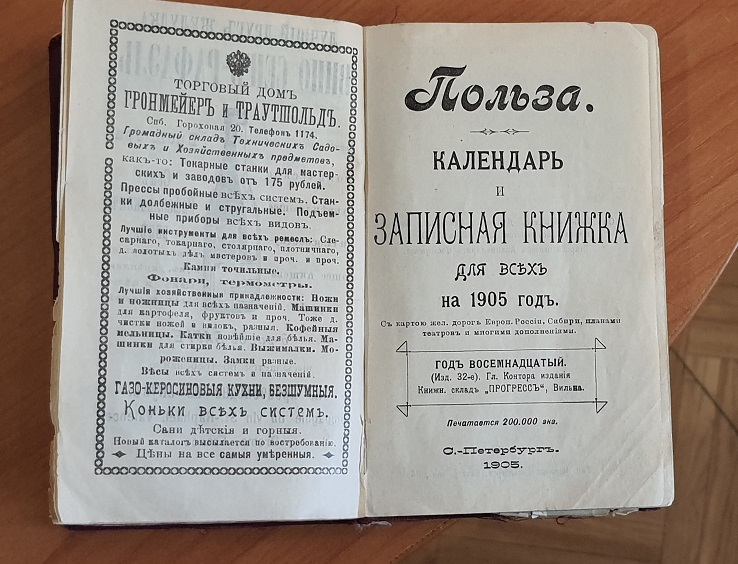 ТОРГОВЫЙ ДОМЪ
ГРОНМЕЙЕРЪ и ТРАУТШОЛЬДЪ.
Спб. Гороховая 20. Телефонъ 1174.
Громадный складъ Техническихъ Садо-
выхъ и Хозяйственныхъ предметовъ,
какъ-то: Токарные станки для мастер-
скихъ и заводовъ отъ 175 рублей.
Прессы пробойные всѣхъ системъ. Стан-
ки долбежные и стругальные. Подъем-
ные приборы всѣхъ видовъ.
Лучшіе инструменты для всѣхъ ремеслъ: Сле-
сарнаго, токарнаго, столярнаго, плотничнаго,
д. золотыхъ дѣлъ мастеровъ и проч. и проч.
Камни точильные.
Фонари, термометры.
Лучшія хозяйственныя принадлежности: Ножи
и ножницы для всѣхъ назначеній. Машинки
для картофеля, фруктовъ и проч. Тоже д.
чистки ножей и вилокъ, разныя. Кофейныя
мельницы. Катки новѣйшіе для бѣлья. Ма-
шинки для стирки бѣлья. Выжималки. Мо-
роженицы. Замки разные.
Вѣсы всѣхъ системъ и назначеній.
ГАЗО-КЕРОСИНОВЫЯ КУХНИ, БЕЗШУМНЫЯ.
Коньки всѣхъ системъ.
Сани дѣтскія и горныя.
Новый каталогъ высылается по востребованію.
Цѣны на все самыя умѣренныя.
Польза.
КАЛЕНДАРЬ
И
ЗАПИСНАЯ КНИЖКА
ДЛЯ ВСѢХЪ
на 1905 годъ.
Съ картою жел. дорогъ Европ. Россіи, Сибири, планами
театровъ и многими дополненіями.
ГОДЪ ВОСЕМНАДЦАТЫЙ.
(Изд. 32-е). Гл. Контора изданія
Книжн. складъ „ПРОГРЕССЪ", Вильна.
Печатается 200.000 экз.
С.-Петербургъ.
1905.